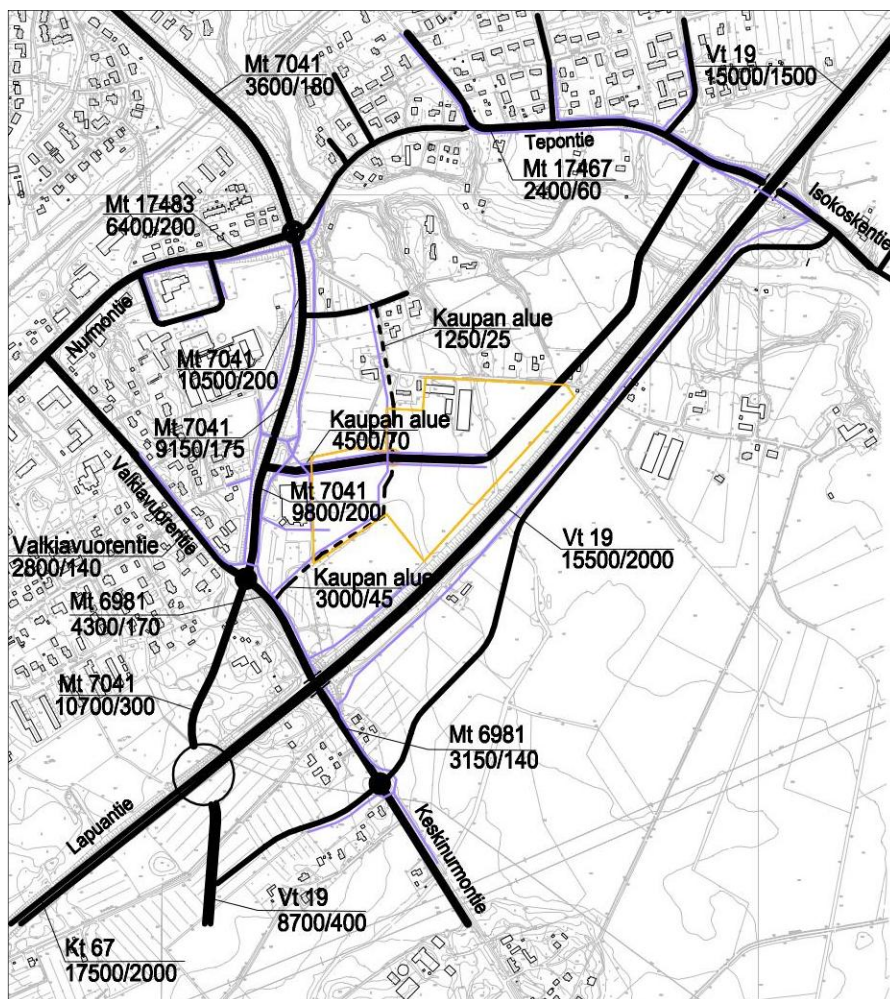 Mt 7041
3600/180
Vt 19
15000/1500
Tepontie
Mt 17467
2400/60
Isokoskentie
Mt 17483
6400/200
Nurmontie
Kaupan alue
1250/25
Mt 7041
10500/200
Mt 7041
9150/175
Kaupan alue
4500/70
Mt 7041
9800/200
Valkiavuorentie
Vt 19
15500/2000
Valkiavuorentie
2800/140
Kaupan alue
3000/45
Mt 6981
4300/170
Mt 7041
10700/300
Mt 6981
3150/140
Lapuantie
Keskinurmontie
Vt 19
8700/400
Kt 67
17500/2000